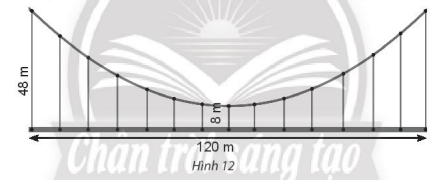 48 m
8 m
120 m
Chân trời sáng tạo
Hình 12